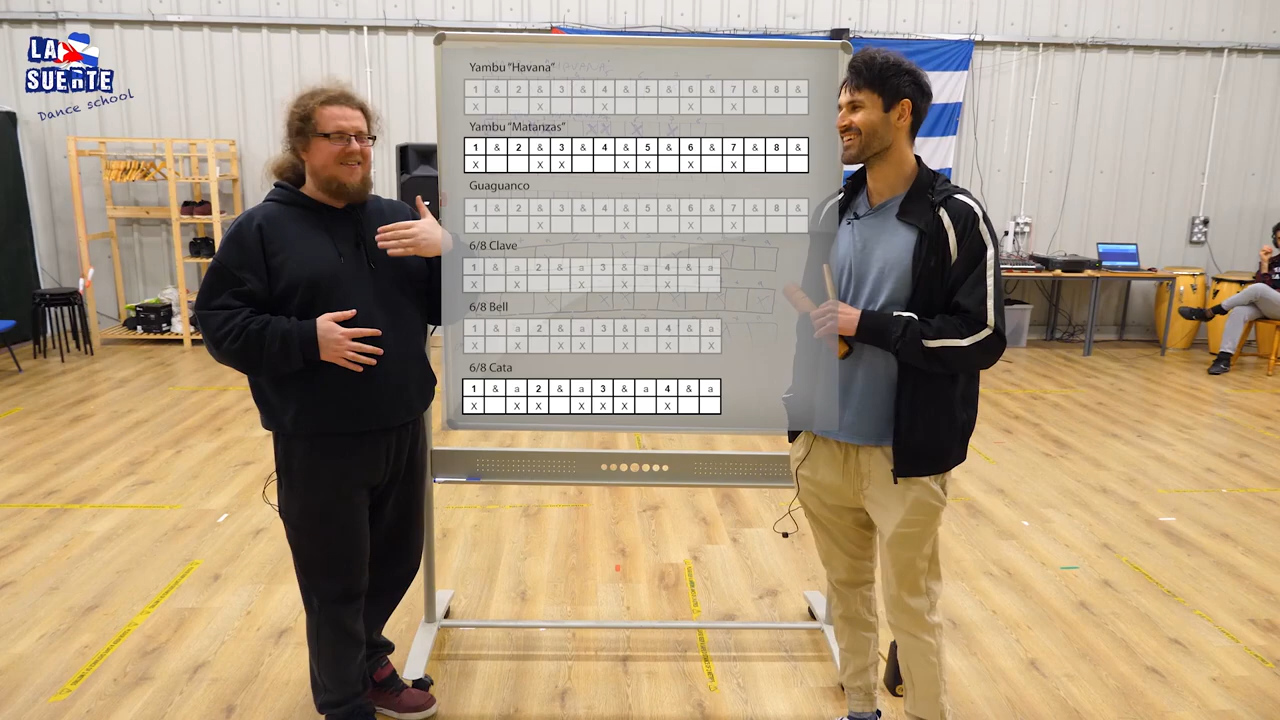 LA
SUERTE
Dance school
Yambu "Havana"
1 & 2 & 3 & 4 & 5 & 6 & 7 & 8 &
X X X X X
Yambu "Matanzas"
1 & 2 & 3 & 4 & 5 & 6 & 7 & 8 &
X X X X X X X
Guaguanco
1 & 2 & 3 & 4 & 5 & 6 & 7 & 8 &
X X X X X
6/8 Clave
1 & a 2 & a 3 & a 4 & a
X X X X X
6/8 Bell
1 & a 2 & a 3 & a 4 & a
X X X X X X X
6/8 Cata
1 & a 2 & a 3 & a 4 & a
X X X X X X X